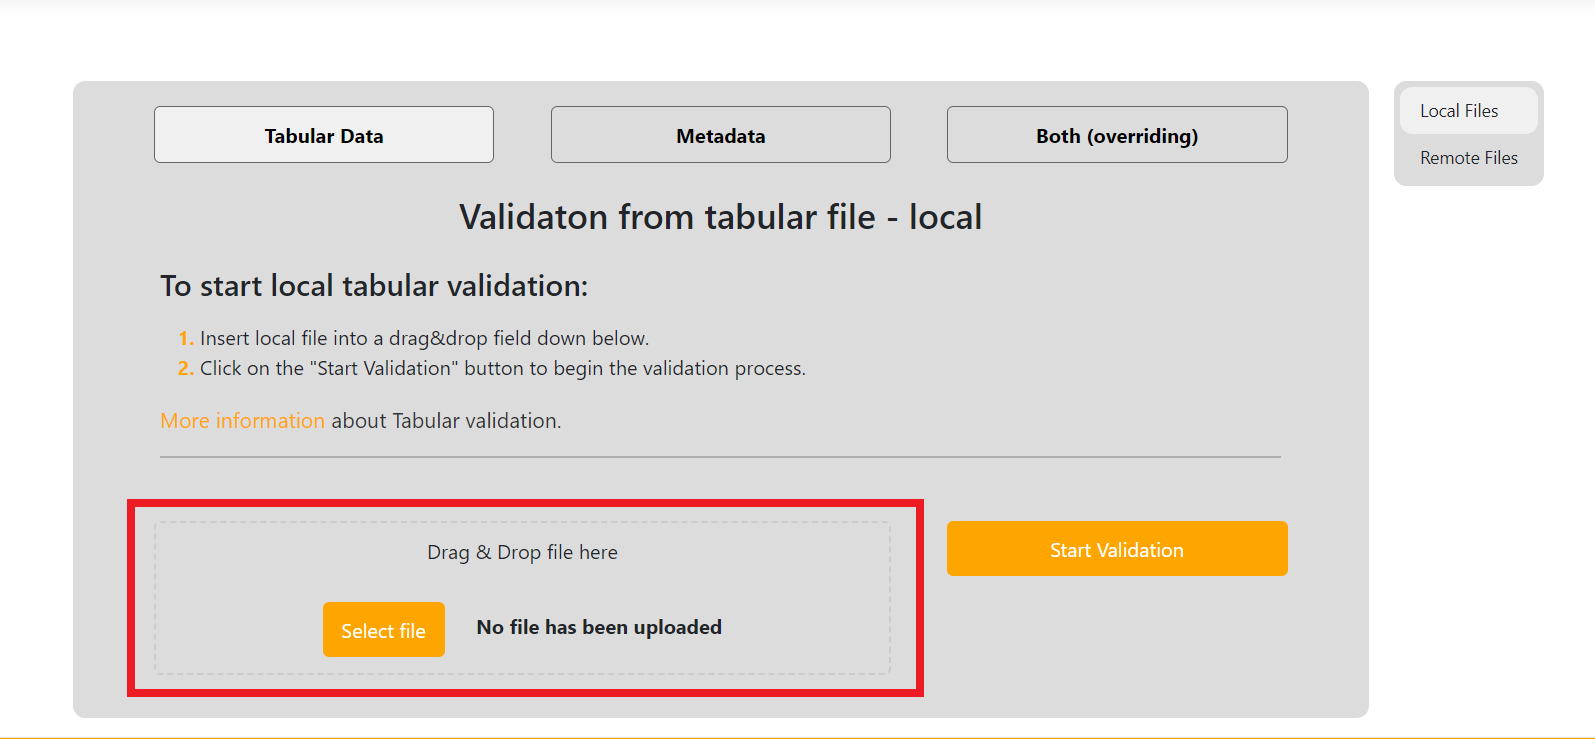 Tabular Data
Metadata
Both (overriding)
Local Files
Remote Files
Validaton from tabular file - local
To start local tabular validation:
1. Insert local file into a drag&drop field down below.
2. Click on the "Start Validation" button to begin the validation process.
More information about Tabular validation.
Drag & Drop file here
Select file
No file has been uploaded
Start Validation